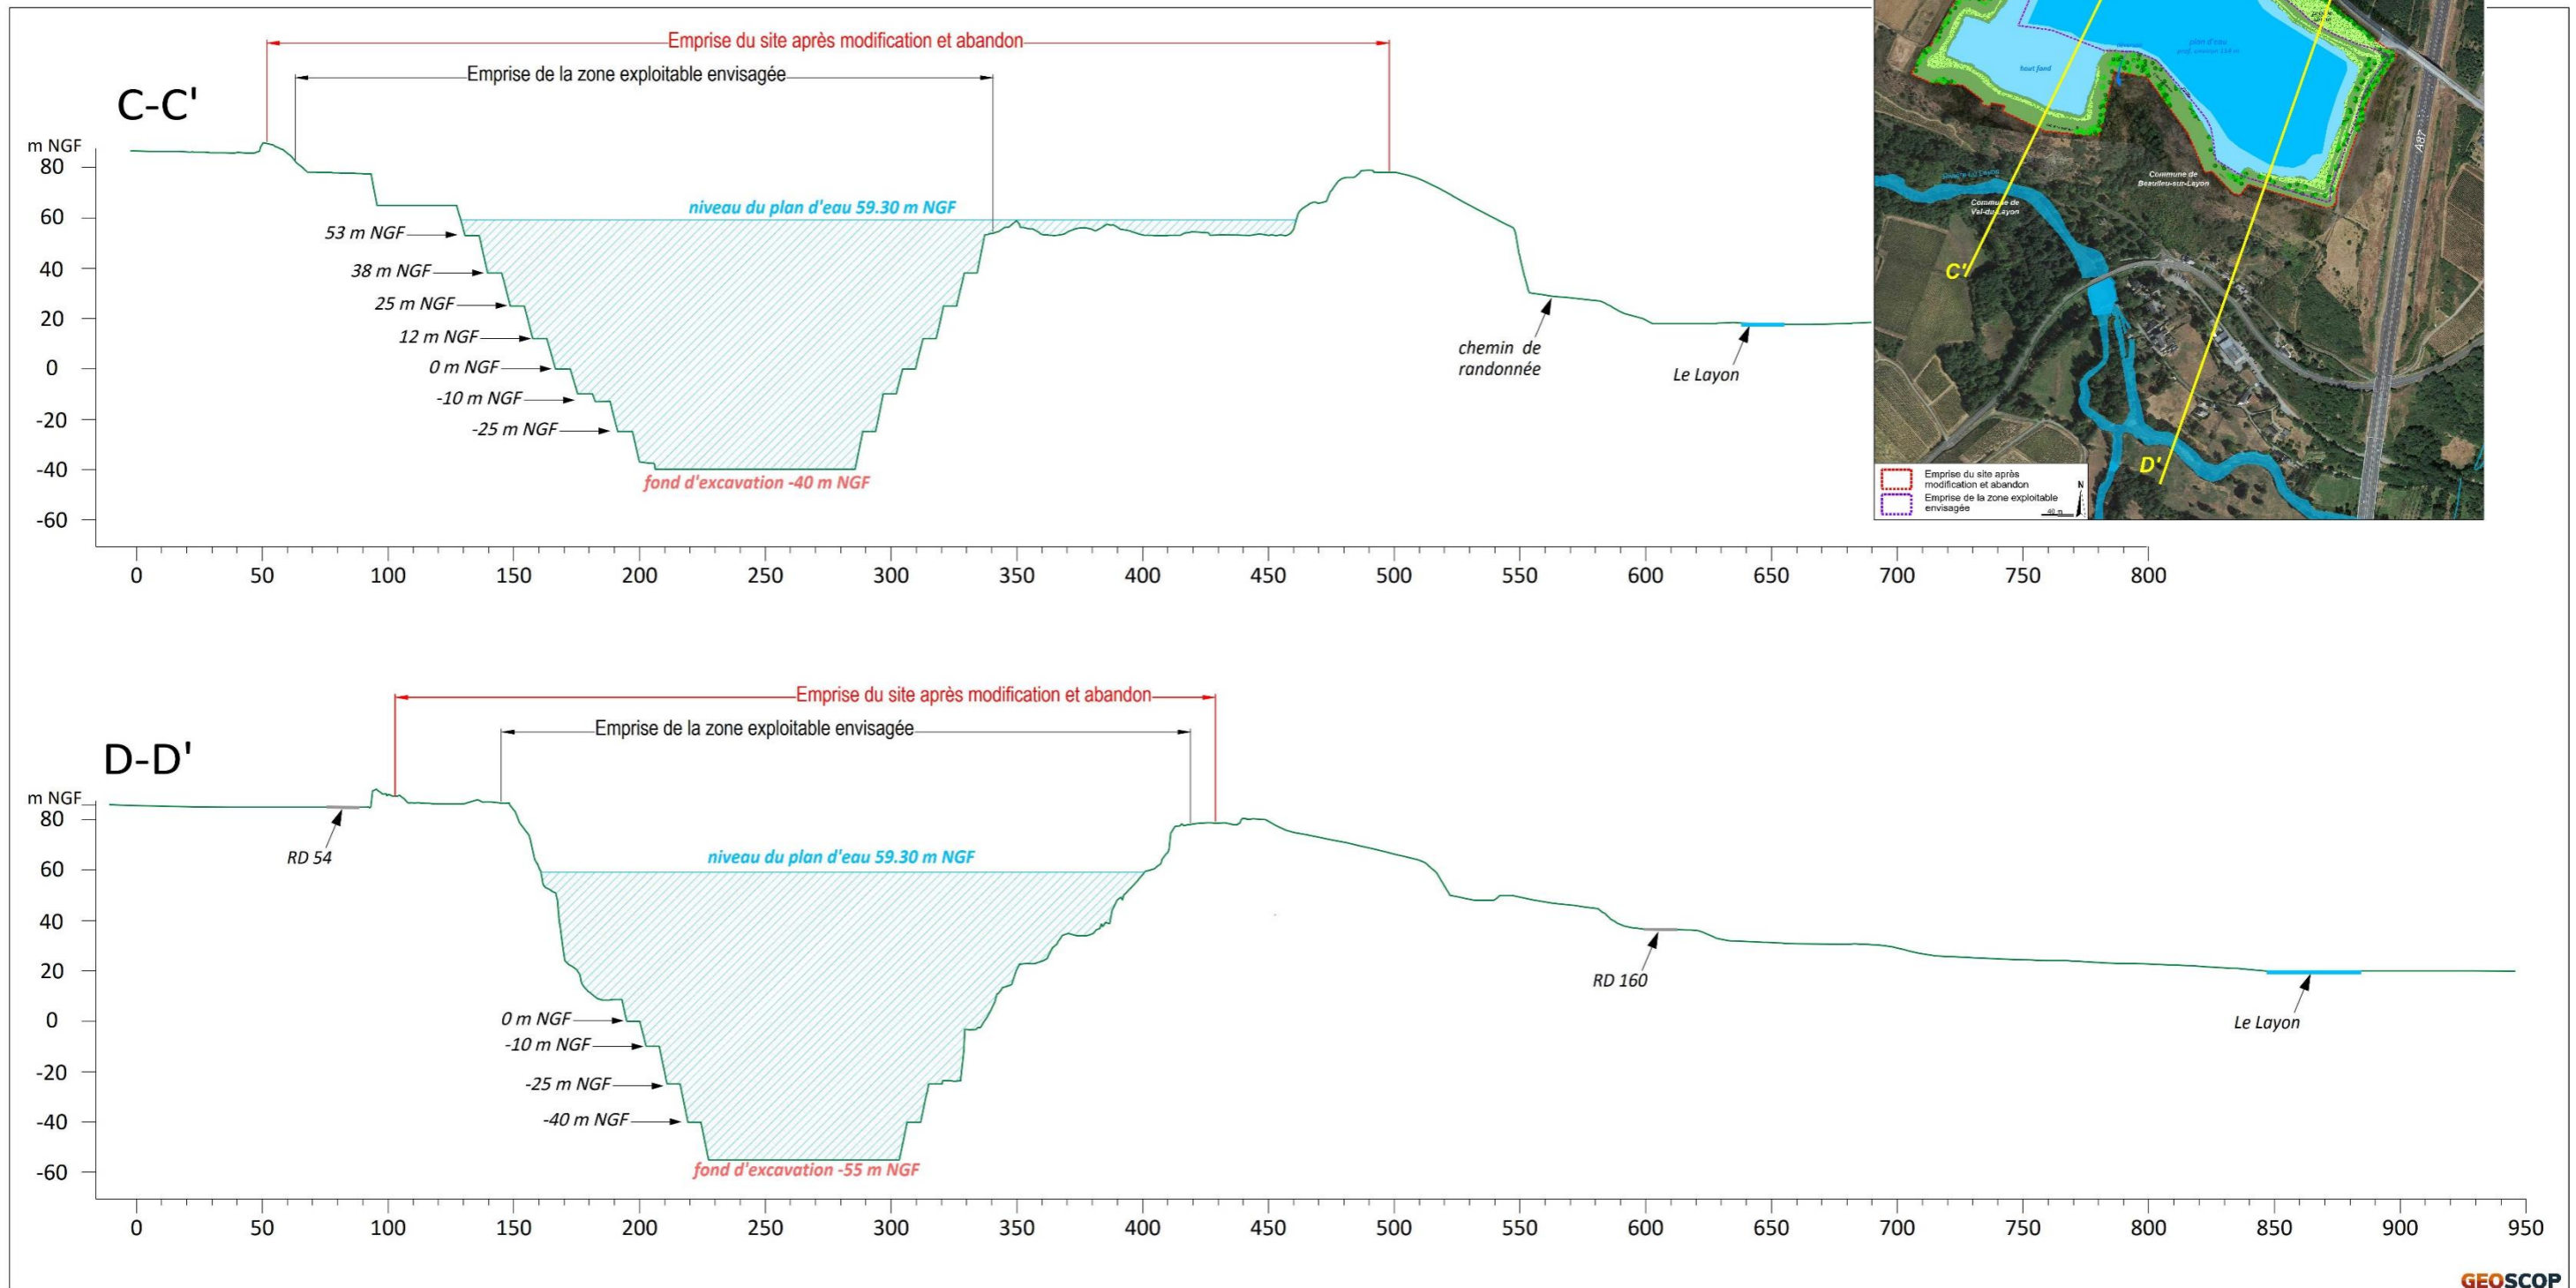 Emprise du site après modification et abandon
Emprise de la zone exploitable envisagée
C-C'
m NGF
80
60
40
20
0
-20
-40
-60
niveau du plan d'eau 59.30 m NGF
53 m NGF
38 m NGF
25 m NGF
12 m NGF
0 m NGF
-10 m NGF
-25 m NGF
fond d'excavation -40 m NGF
chemin de
randonnée
Le Layon
0 50 100 150 200 250 300 350 400 450 500 550 600 650 700 750 800
plan d'eau
haut fond
A87
Commune de
Beaulieu-sur-Layon
Commune de
Val-du-Layon
C'
D'
Emprise du site après
modification et abandon
Emprise de la zone exploitable
envisagée
N
40 m
Emprise du site après modification et abandon
Emprise de la zone exploitable envisagée
D-D'
m NGF
80
60
40
20
0
-20
-40
-60
RD 54
niveau du plan d'eau 59.30 m NGF
0 m NGF
-10 m NGF
-25 m NGF
-40 m NGF
fond d'excavation -55 m NGF
RD 160
Le Layon
0 50 100 150 200 250 300 350 400 450 500 550 600 650 700 750 800 850 900 950
GEOSCOP